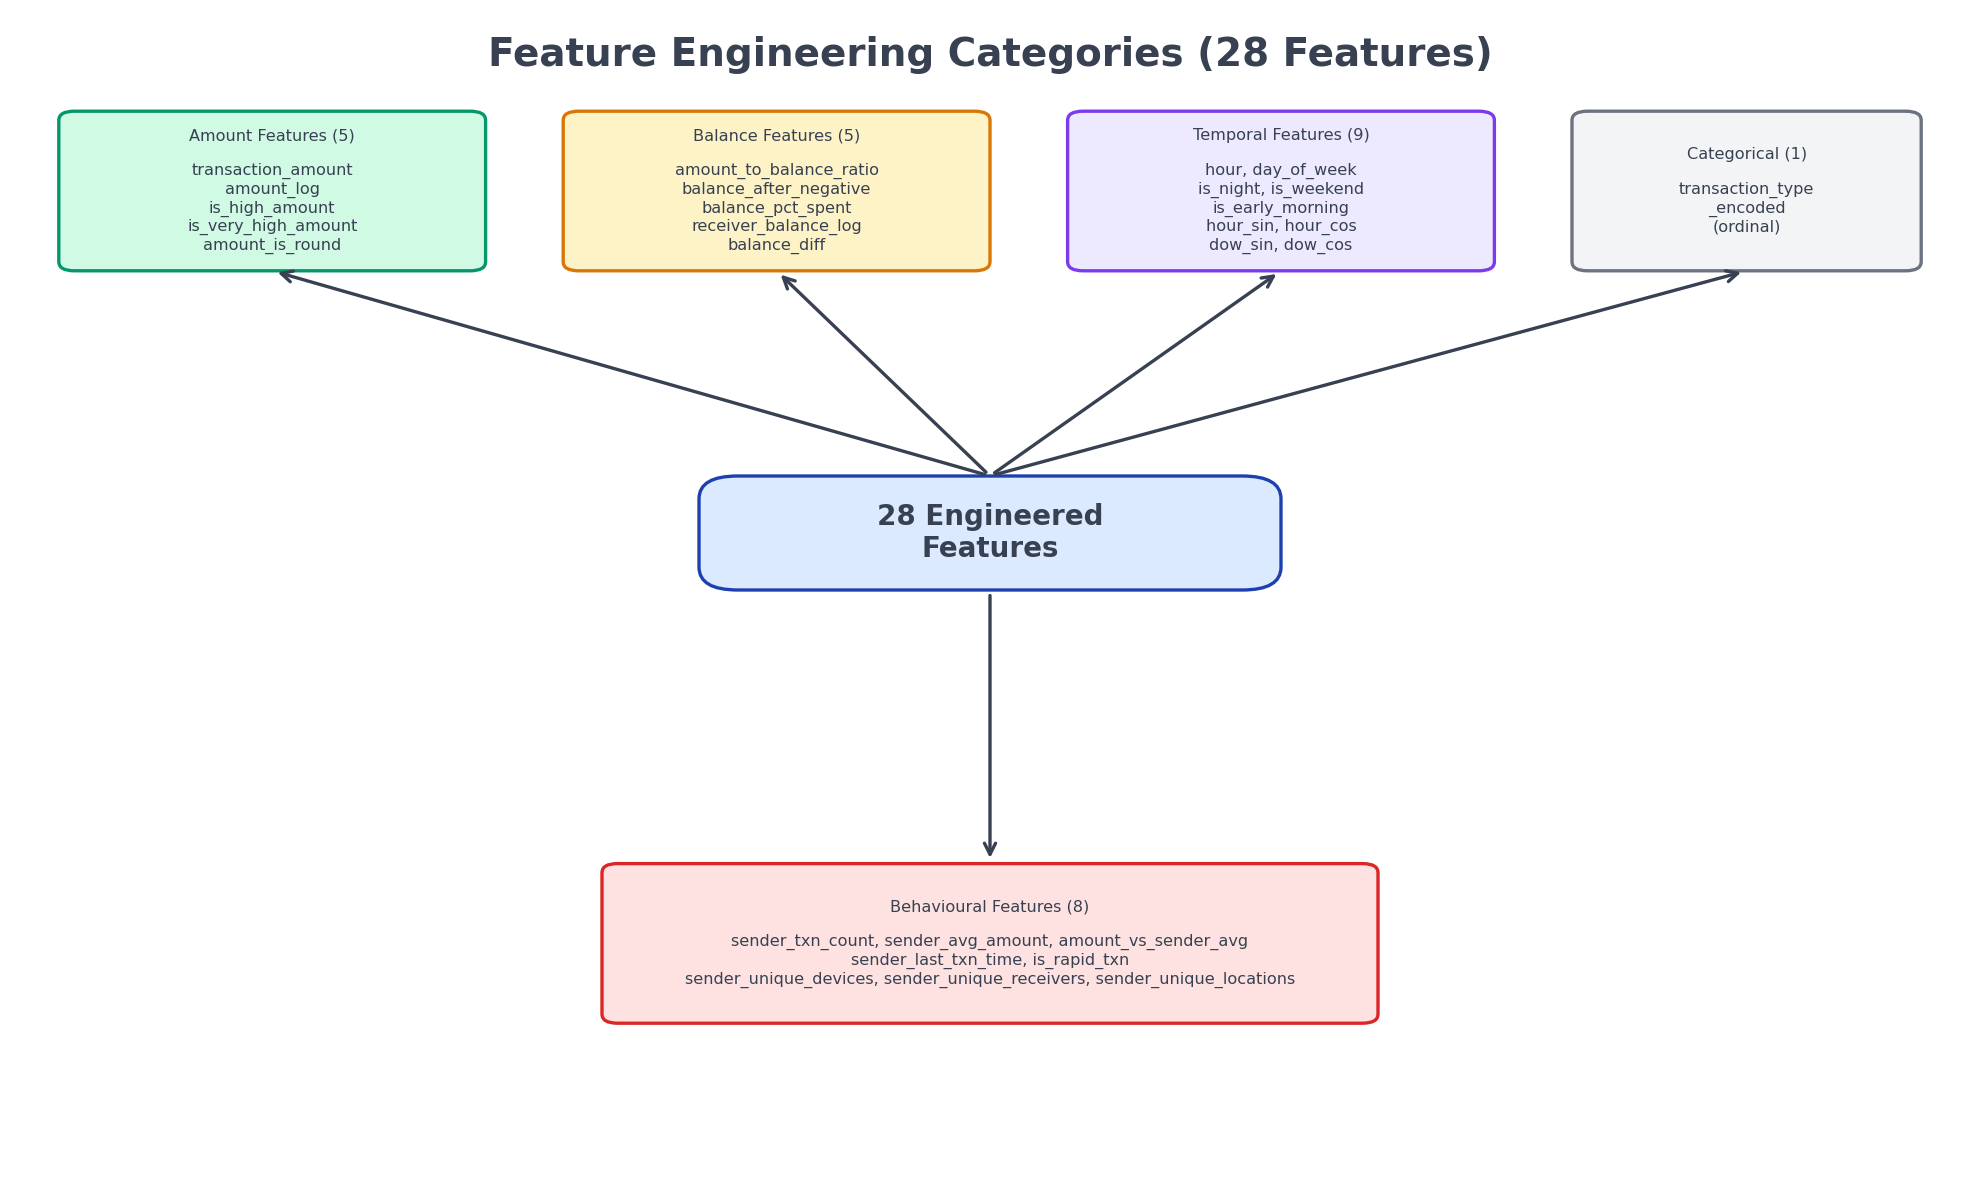 Feature Engineering Categories (28 Features)
Amount Features (5)
transaction_amount
amount_log
is_high_amount
is_very_high_amount
amount_is_round
Balance Features (5)
amount_to_balance_ratio
balance_after_negative
balance_pct_spent
receiver_balance_log
balance_diff
Temporal Features (9)
hour, day_of_week
is_night, is_weekend
is_early_morning
hour_sin, hour_cos
dow_sin, dow_cos
Categorical (1)
transaction_type
_encoded
(ordinal)
28 Engineered
Features
Behavioural Features (8)
sender_txn_count, sender_avg_amount, amount_vs_sender_avg
sender_last_txn_time, is_rapid_txn
sender_unique_devices, sender_unique_receivers, sender_unique_locations